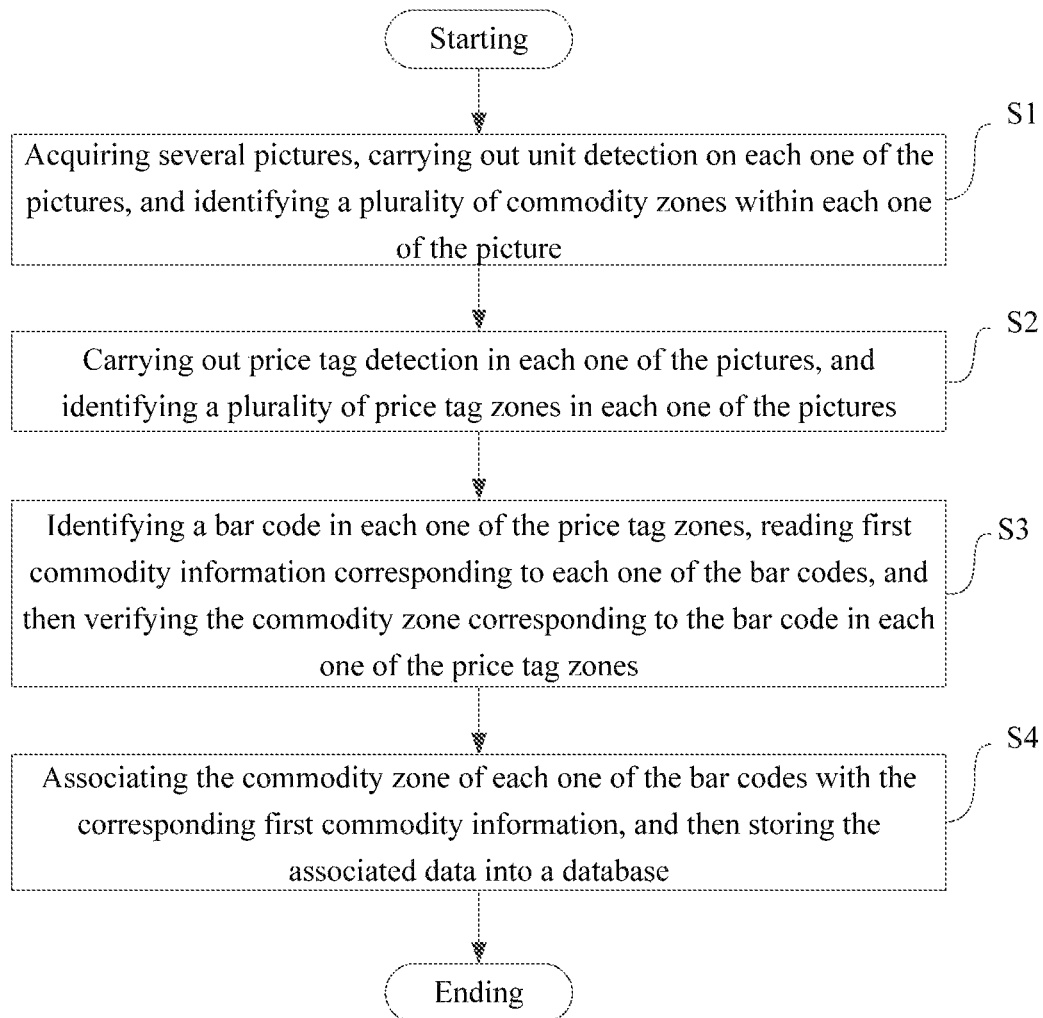 Starting
S1
Acquiring several pictures, carrying out unit detection on each one of the
pictures, and identifying a plurality of commodity zones within each one
of the picture
S2
Carrying out price tag detection in each one of the pictures, and
identifying a plurality of price tag zones in each one of the pictures
S3
Identifying a bar code in each one of the price tag zones, reading first
commodity information corresponding to each one of the bar codes, and
then verifying the commodity zone corresponding to the bar code in each
one of the price tag zones
S4
Associating the commodity zone of each one of the bar codes with the
corresponding first commodity information, and then storing the
associated data into a database
Ending